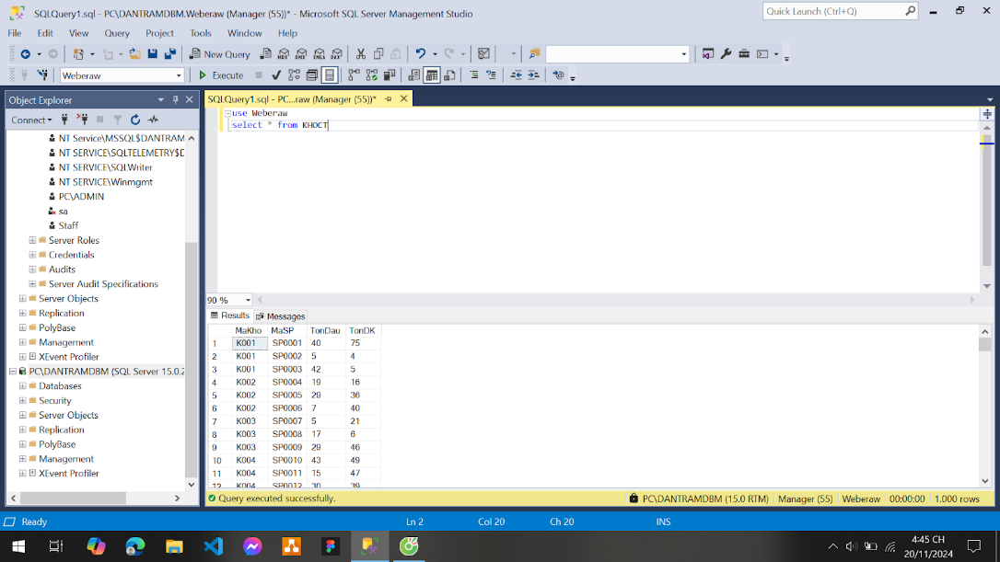 SQLQuery1.sql - PC\DANTRAMDBM.Weberaw (Manager (55))* - Microsoft SQL Server Management Studio
Quick Launch (Ctrl+Q)
File Edit View Query Project Tools Window Help
New Query MDX DMX XMLA DAX
Weberaw Execute
Object Explorer
Connect
NT Service\MSSQL$DANTRAM
NT SERVICE\SQLTELEMETRY$D
NT SERVICE\SQLWriter
NT SERVICE\Winmgmt
PC\ADMIN
sa
Staff
Server Roles
Credentials
Audits
Server Audit Specifications
Server Objects
Replication
PolyBase
Management
XEvent Profiler
PC\DANTRAMDBM (SQL Server 15.0.2
Databases
Security
Server Objects
Replication
PolyBase
Management
XEvent Profiler
SQLQuery1.sql - PC...raw (Manager (55))*
use Weberaw
select * from KHOCT
90 %
Results Messages
MaKho MaSP TonDau TonDK
1 K001 SP0001 40 75
2 K001 SP0002 5 4
3 K001 SP0003 42 5
4 K002 SP0004 19 16
5 K002 SP0005 29 36
6 K002 SP0006 7 40
7 K003 SP0007 5 21
8 K003 SP0008 17 6
9 K003 SP0009 29 46
10 K004 SP0010 43 49
11 K004 SP0011 15 47
12 K004 SP0012 30 39
Query executed successfully. PC\DANTRAMDBM (15.0 RTM) Manager (55) Weberaw 00:00:00 1.000 rows
Ready Ln 2 Col 20 Ch 20 INS
4:45 CH
20/11/2024